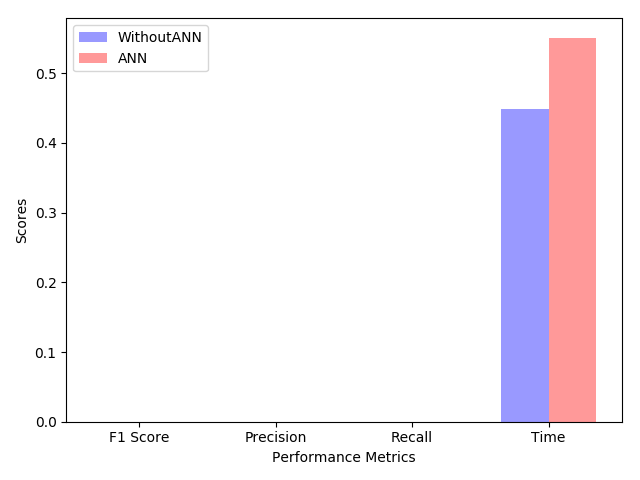 WithoutANN
ANN
Scores
0.5
0.4
0.3
0.2
0.1
0.0
F1 Score Precision Recall Time
Performance Metrics